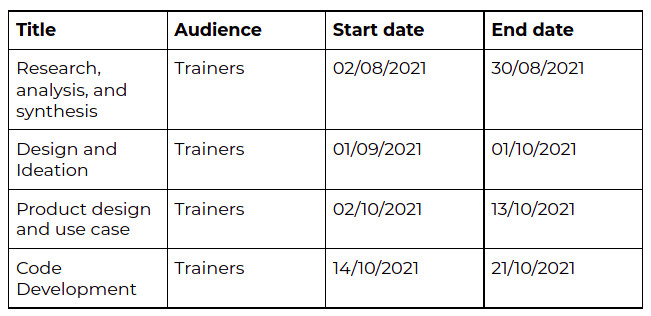 Title Audience Start date End date
Research, Trainers 02/08/2021 30/08/2021
analysis, and
synthesis
Design and Trainers 01/09/2021 01/10/2021
Ideation
Product design Trainers 02/10/2021 13/10/2021
and use case
Code Trainers 14/10/2021 21/10/2021
Development